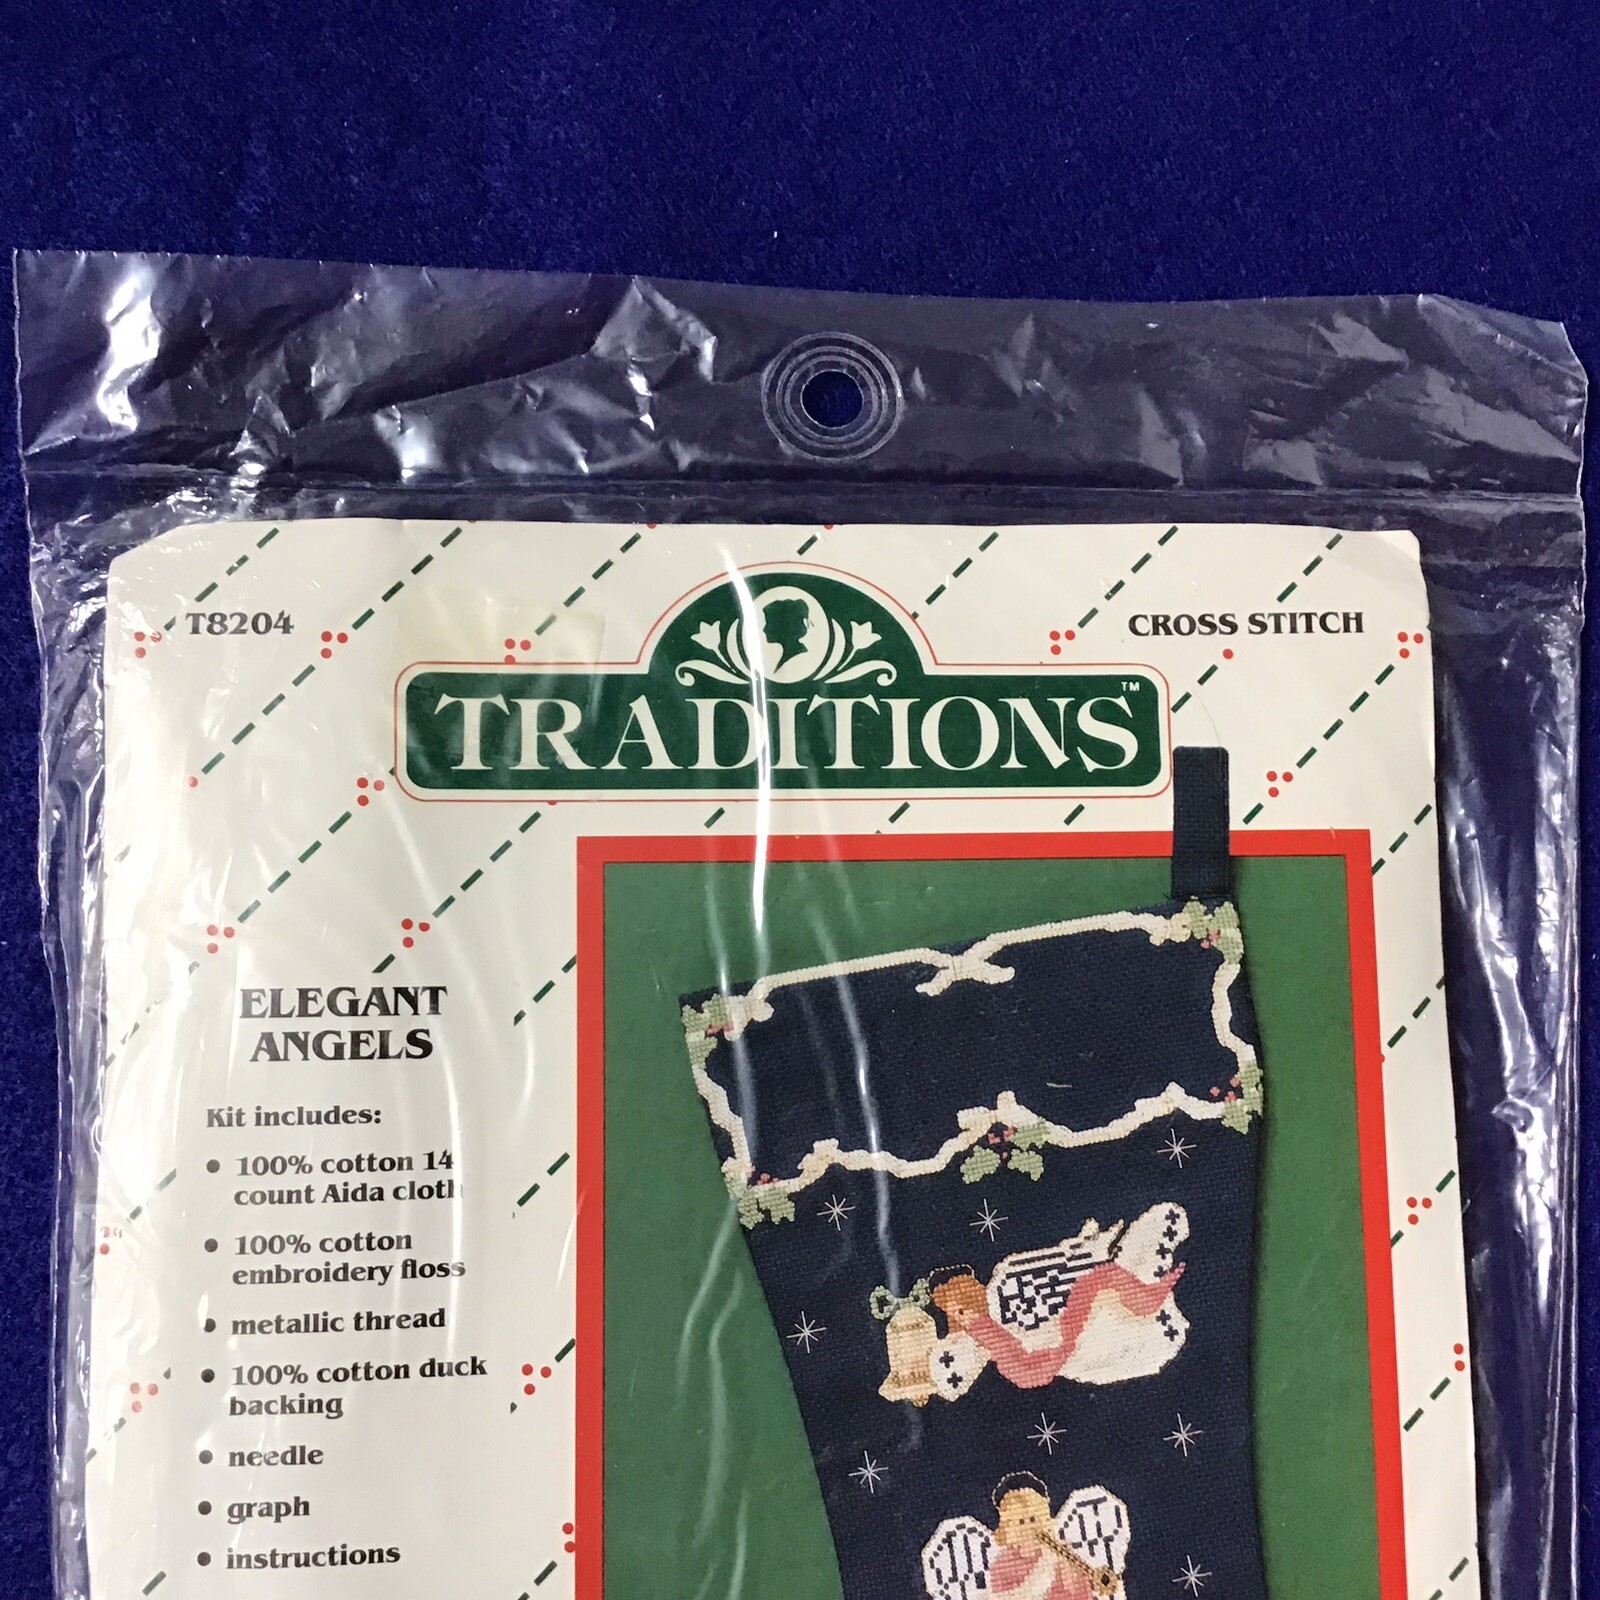 T8204
CROSS STITCH
TRADITIONS™
ELEGANT
ANGELS
Kit includes:
• 100% cotton 14
count Aida cloth
• 100% cotton
embroidery floss
• metallic thread
• 100% cotton duck
backing
• needle
• graph
• instructions